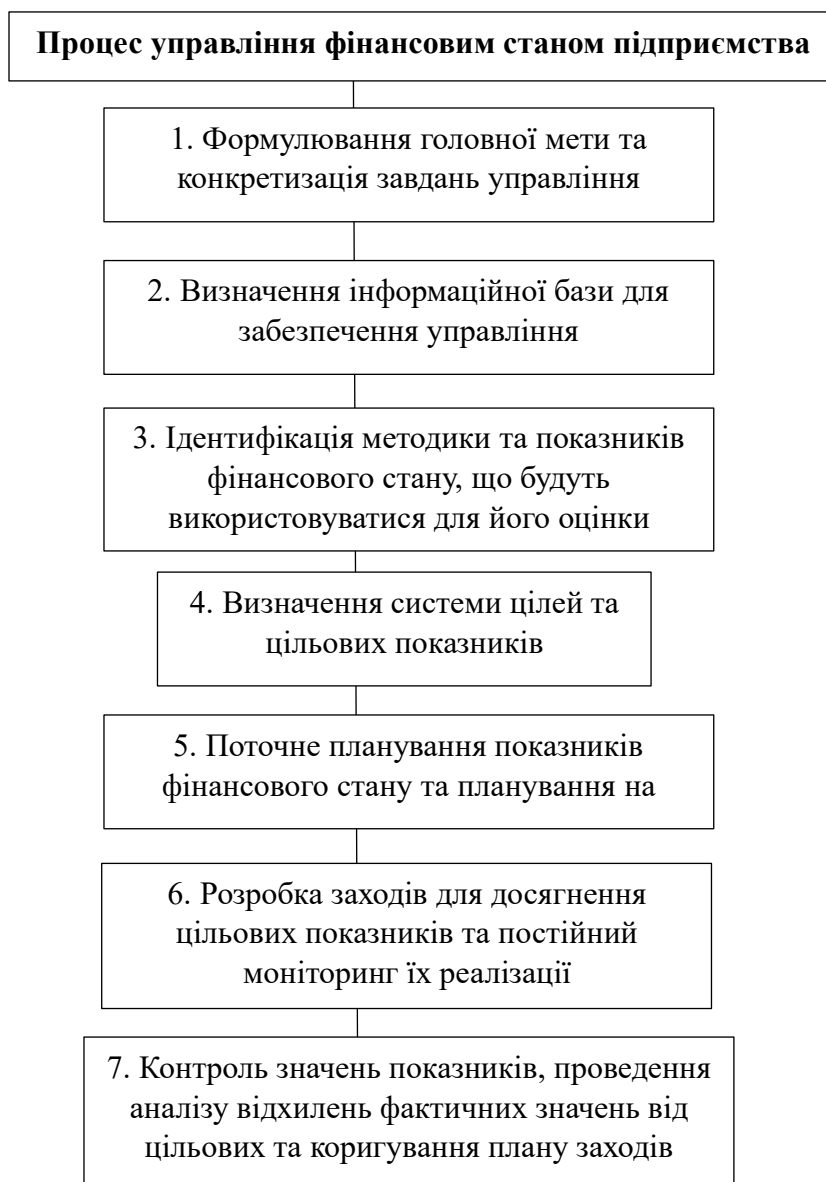 Процес управління фінансовим станом підприємства
1. Формулювання головної мети та
конкретизація завдань управління
2. Визначення інформаційної бази для
забезпечення управління
3. Ідентифікація методики та показників
фінансового стану, що будуть
використовуватися для його оцінки
4. Визначення системи цілей та
цільових показників
5. Поточне планування показників
фінансового стану та планування на
6. Розробка заходів для досягнення
цільових показників та постійний
моніторинг їх реалізації
7. Контроль значень показників, проведення
аналізу відхилень фактичних значень від
цільових та коригування плану заходів